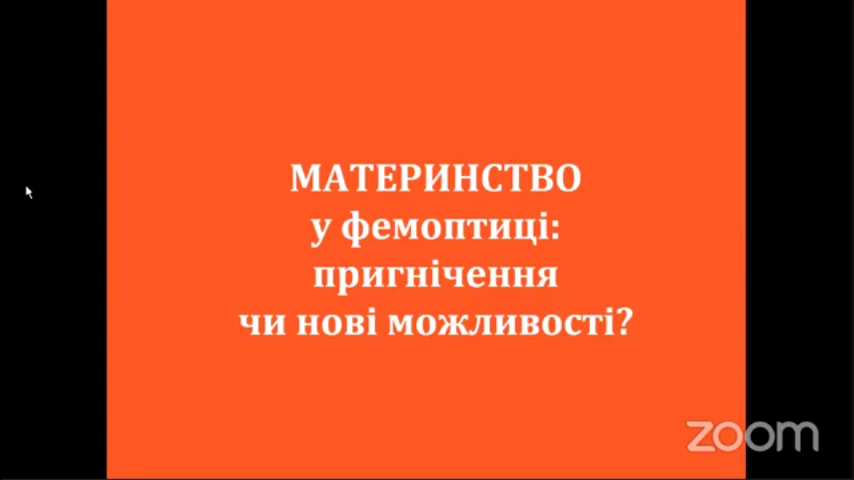 МАТЕРИНСТВО
у фемоптиці:
пригнічення
чи нові можливості?
zoom